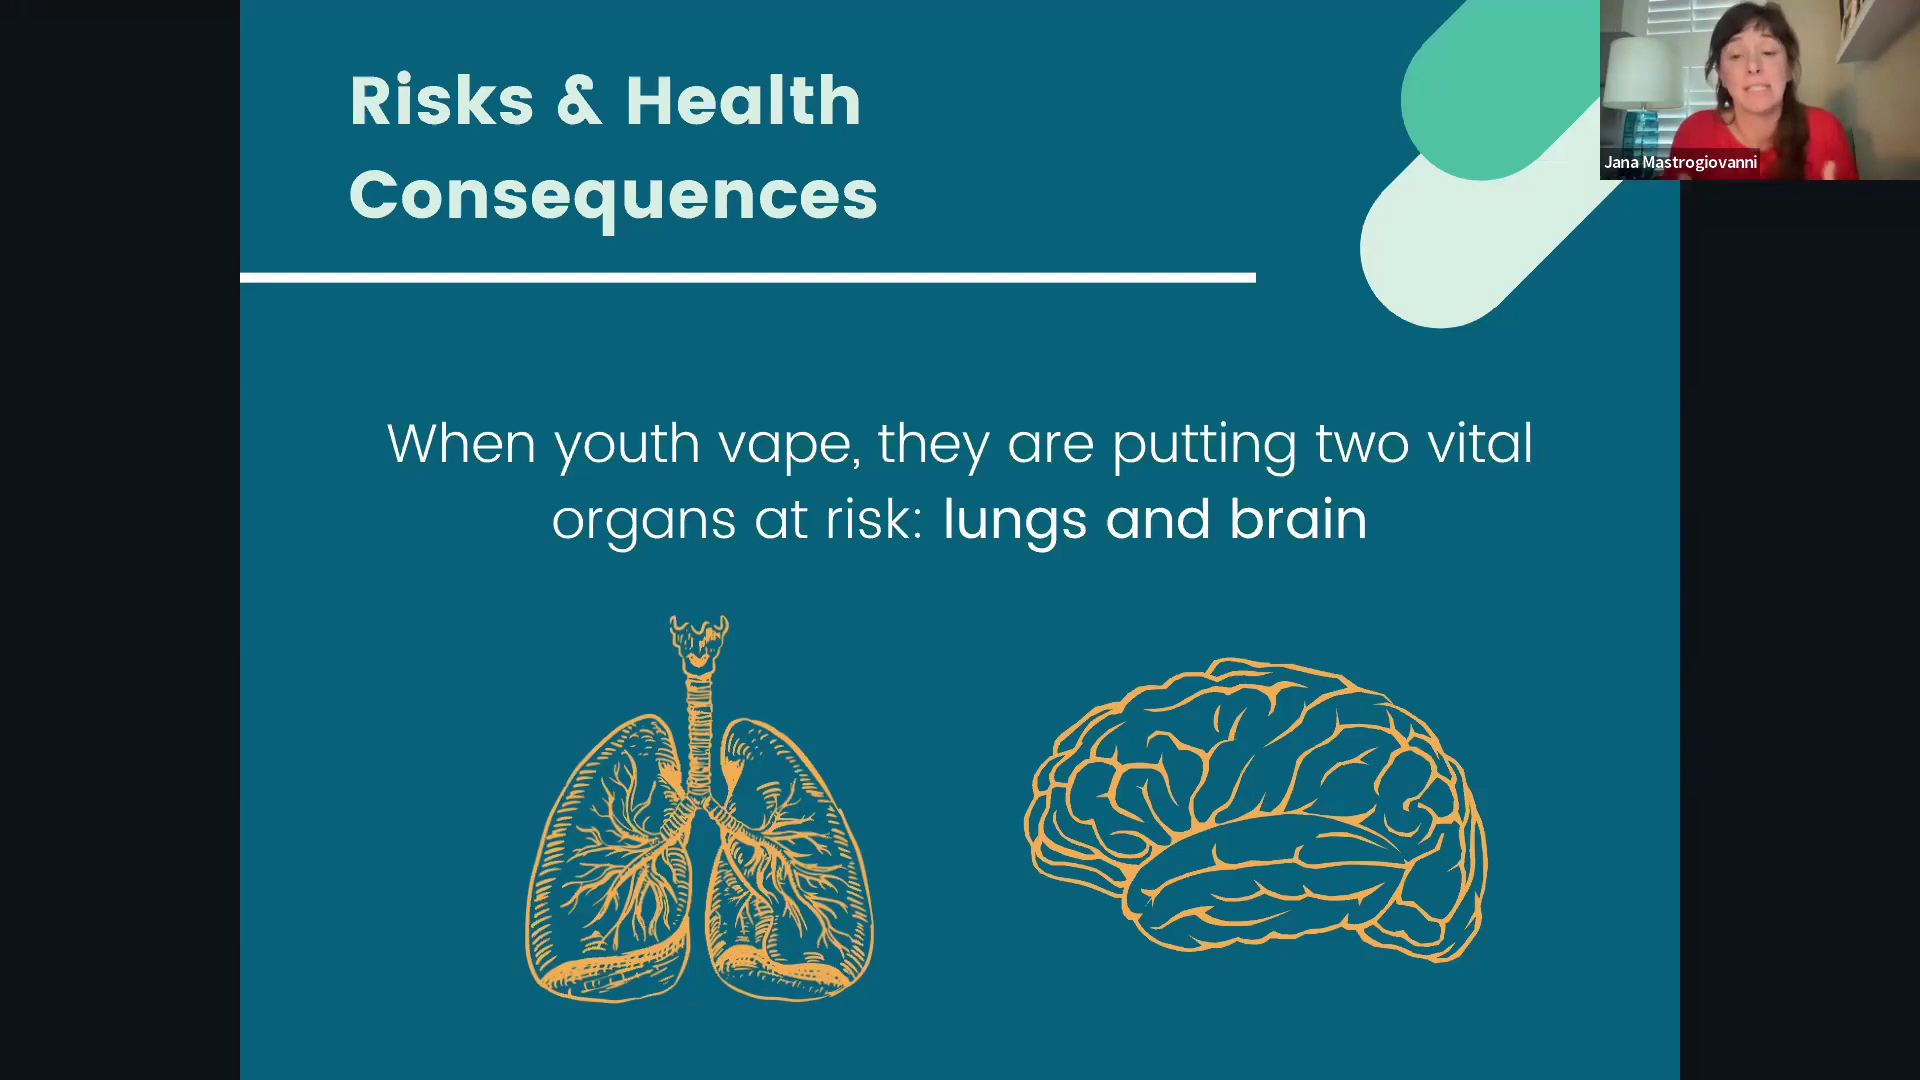 Risks & Health
Consequences
Jana Mastrogiovanni
When youth vape, they are putting two vital
organs at risk: lungs and brain